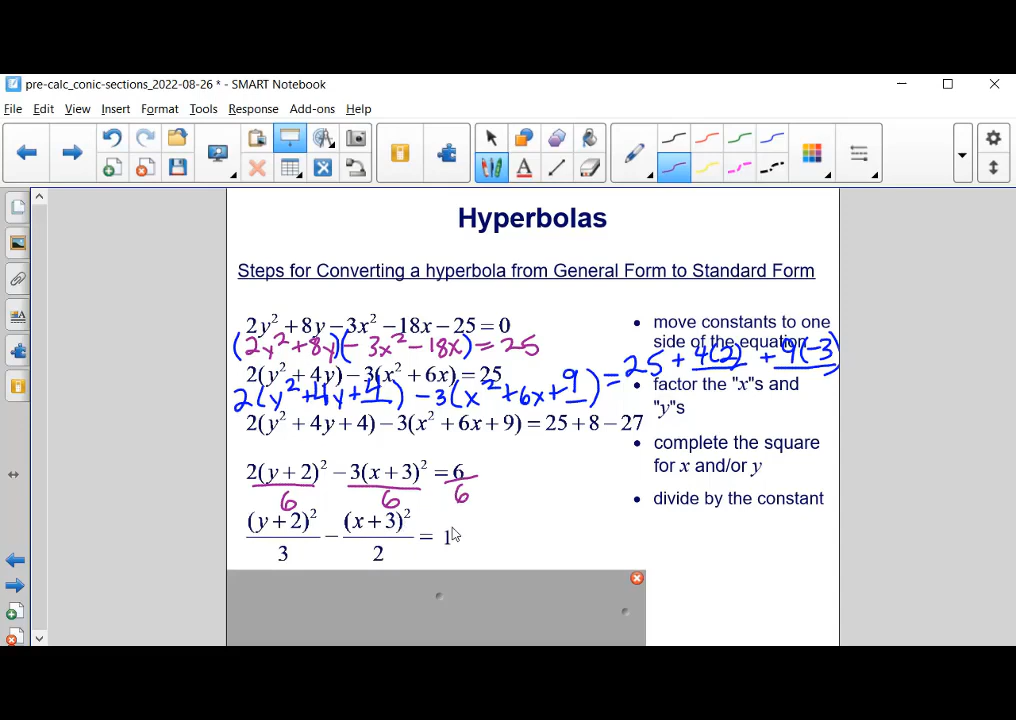 pre-calc_conic-sections_2022-08-26 * - SMART Notebook
File Edit View Insert Format Tools Response Add-ons Help
Hyperbolas
Steps for Converting a hyperbola from General Form to Standard Form
2y² + 8y − 3x² − 18x − 25 = 0
(2y² + 8y)(− 3x² − 18x) = 25
2(y² + 4y) − 3(x² + 6x) = 25
2(y² + 4y + 4) − 3(x² + 6x + 9) = 25 + 4(2) + 9(−3)
2(y² + 4y + 4) − 3(x² + 6x + 9) = 25 + 8 − 27
2(y + 2)² − 3(x + 3)² = 6
6 6 6
(y + 2)² (x + 3)²
− = 1
3 2
• move constants to one
side of the equation
• factor the "x"s and
"y"s
• complete the square
for x and/or y
• divide by the constant